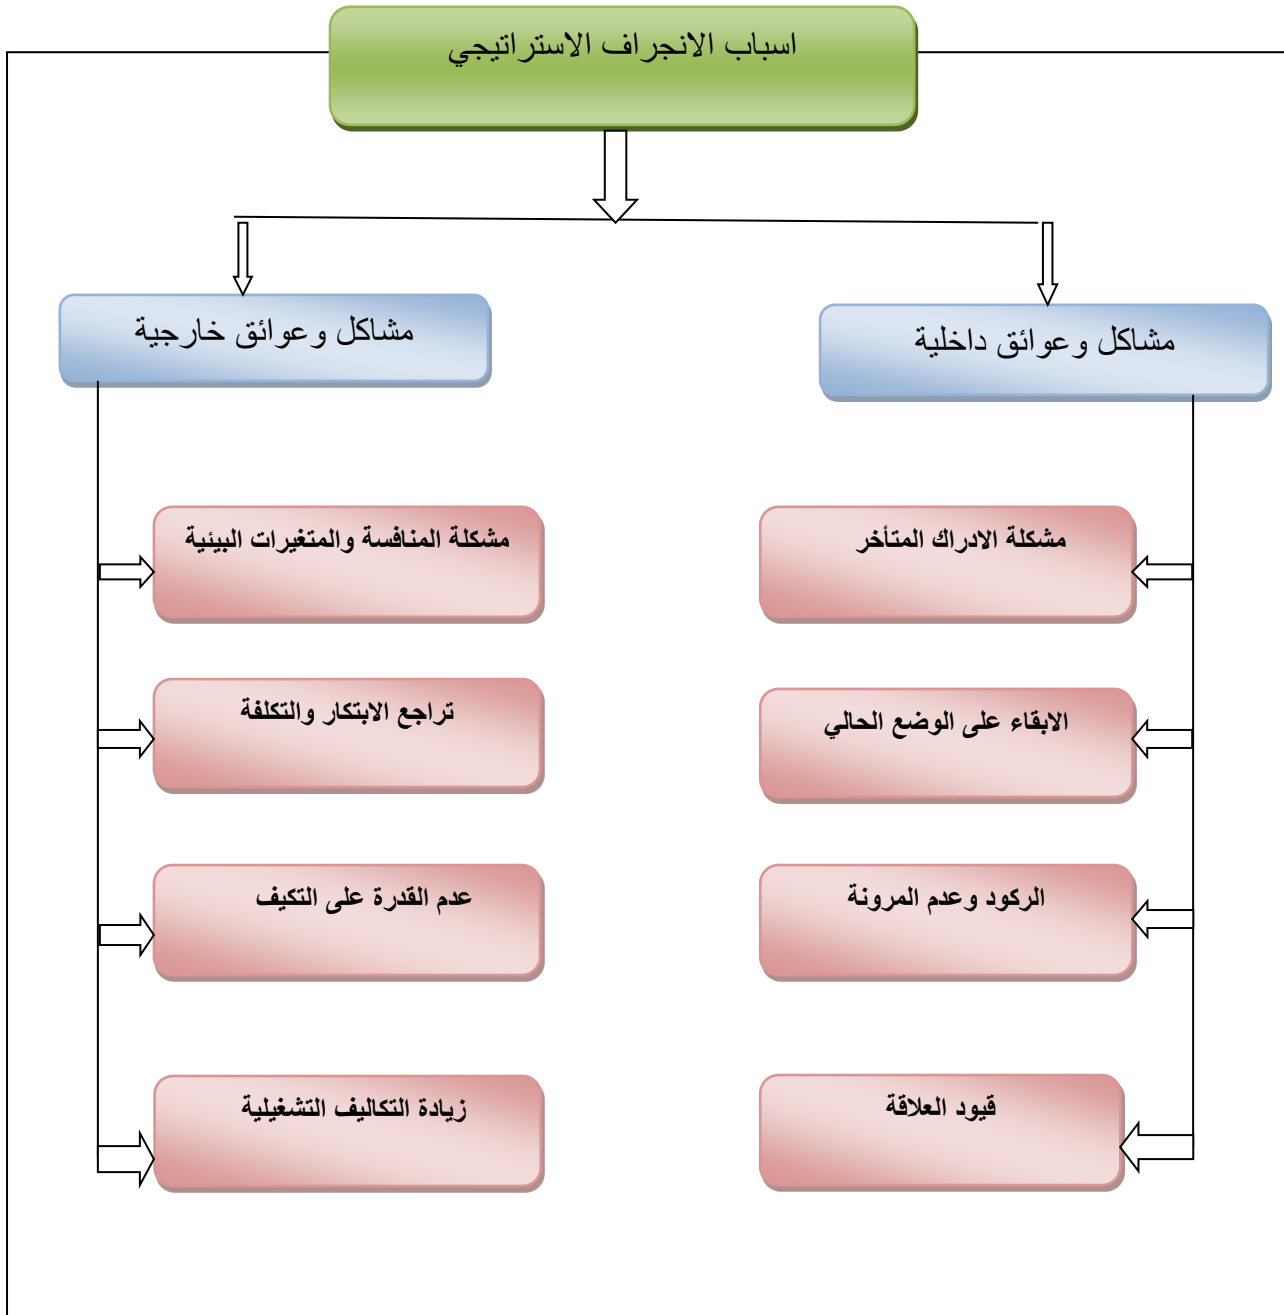 اسباب الانجراف الاستراتيجي
مشاكل وعوائق داخلية
مشكلة الادراك المتأخر
الابقاء على الوضع الحالي
الركود وعدم المرونة
قيود العلاقة
مشاكل وعوائق خارجية
مشكلة المنافسة والمتغيرات البيئية
تراجع الابتكار والتكلفة
عدم القدرة على التكيف
زيادة التكاليف التشغيلية